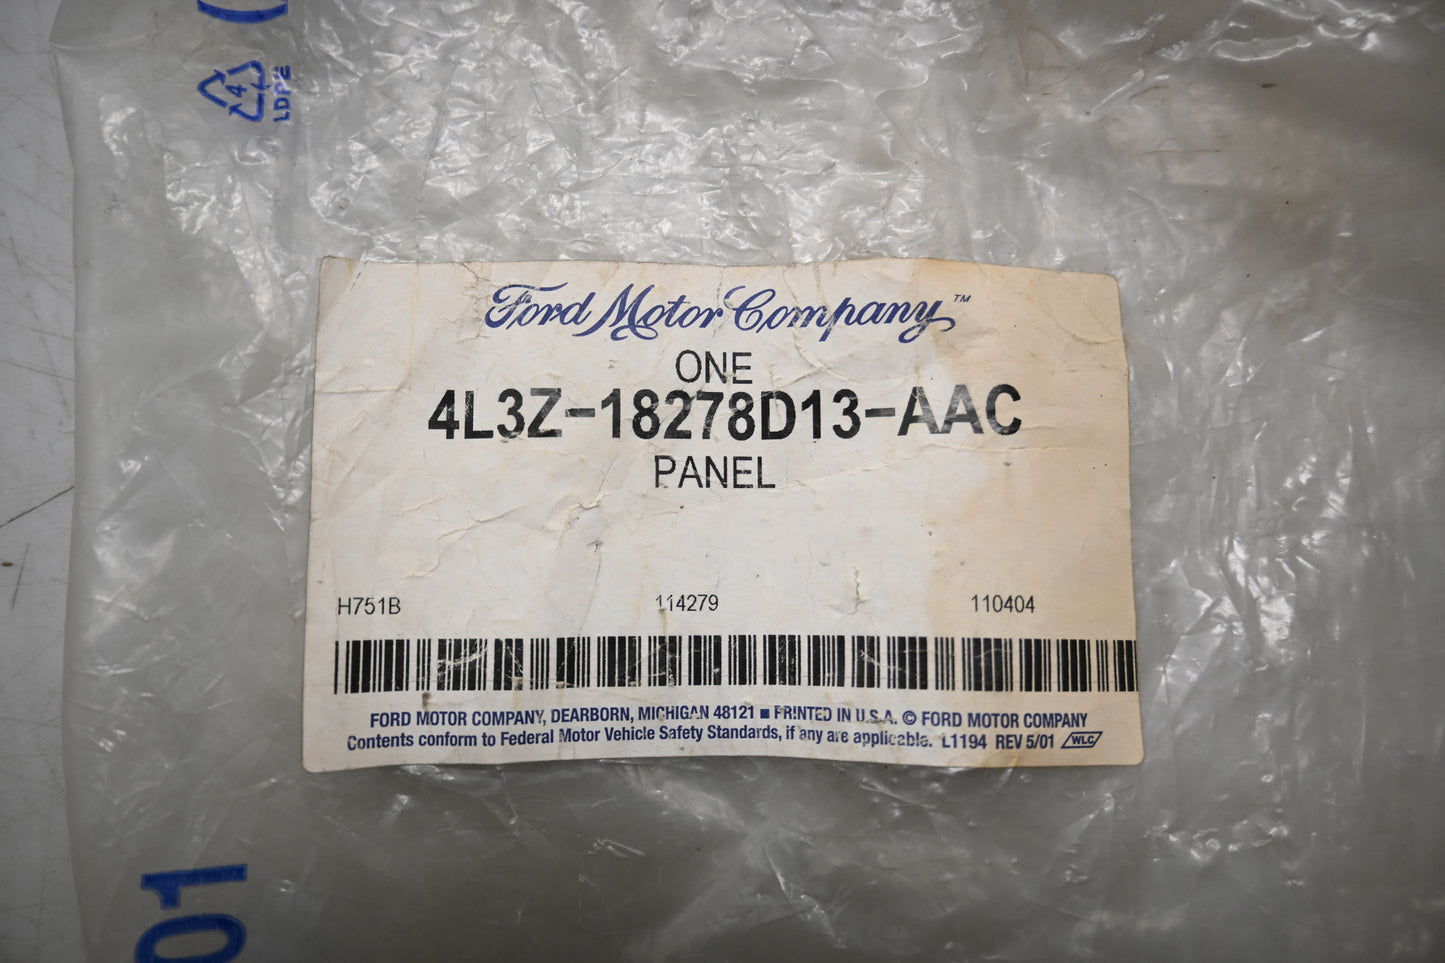 4
LDPE
Ford Motor Company™
ONE
4L3Z-18278D13-AAC
PANEL
H751B 114279 110404
FORD MOTOR COMPANY, DEARBORN, MICHIGAN 48121 ■ PRINTED IN U.S.A. © FORD MOTOR COMPANY
Contents conform to Federal Motor Vehicle Safety Standards, if any are applicable. L1194 REV 5/01 WLC
01